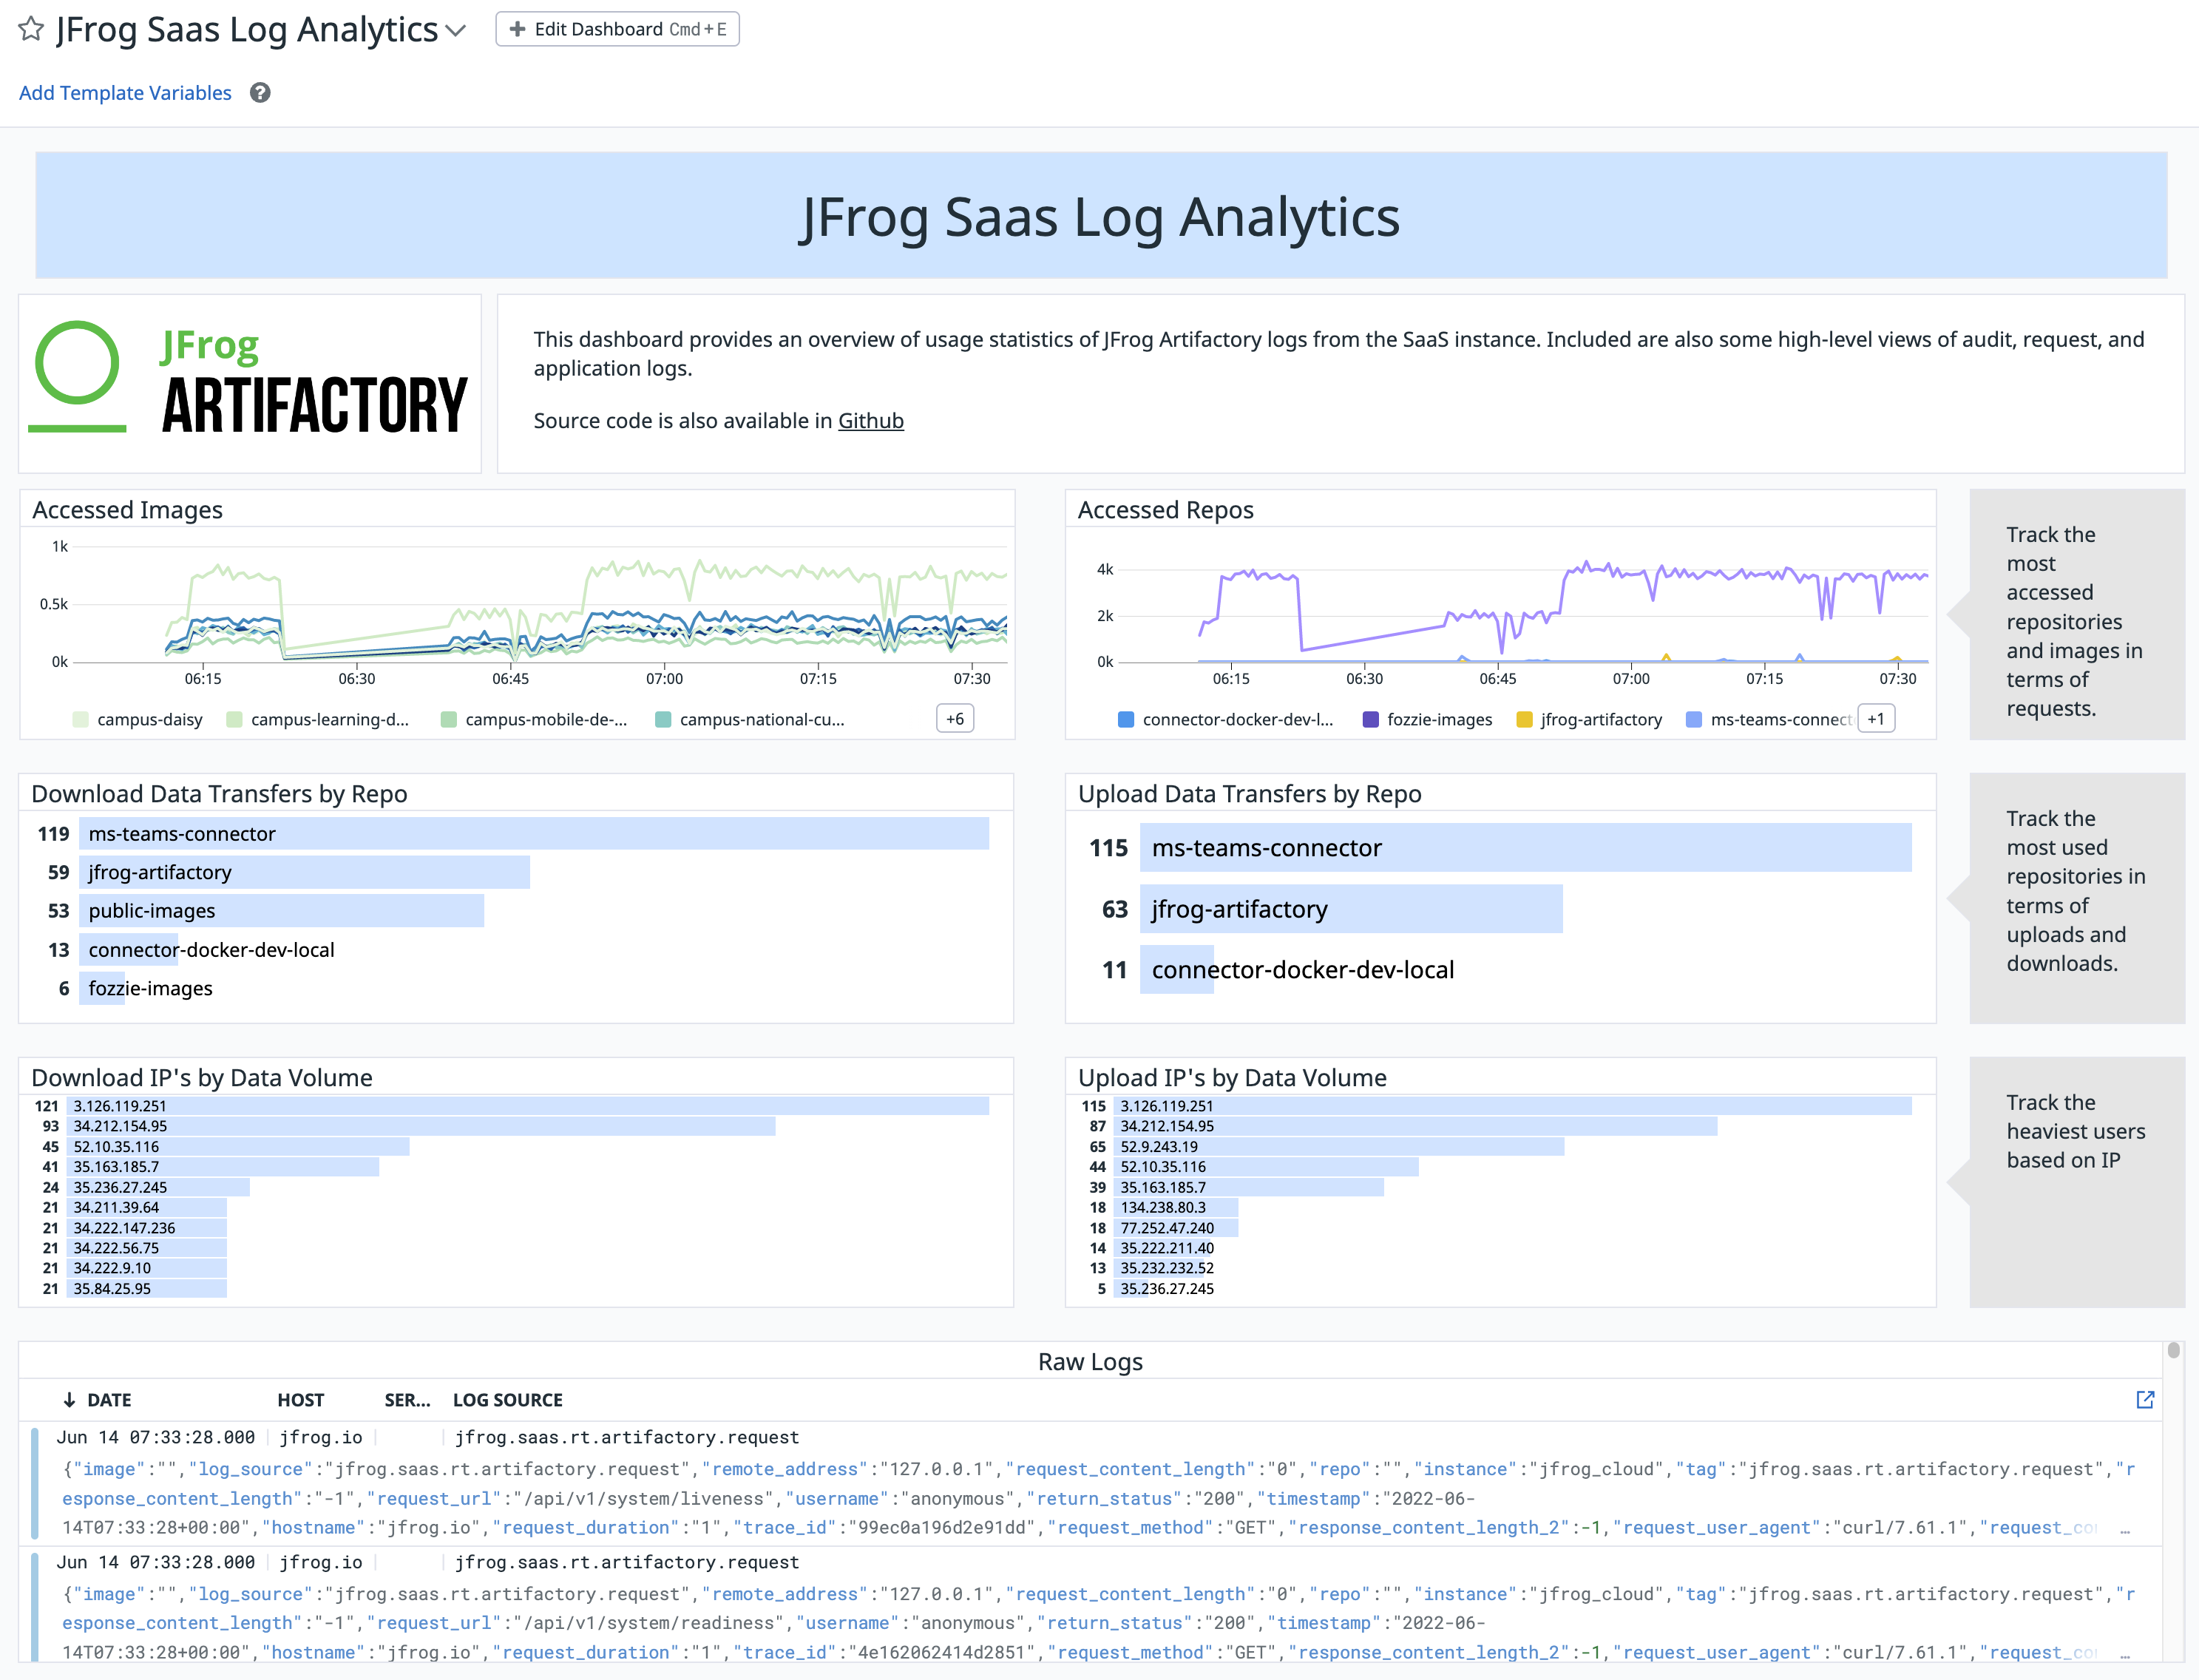 JFrog Saas Log Analytics
Edit Dashboard Cmd+E
Add Template Variables ?
JFrog Saas Log Analytics
JFrog
ARTIFACTORY
This dashboard provides an overview of usage statistics of JFrog Artifactory logs from the SaaS instance. Included are also some high-level views of audit, request, and
application logs.
Source code is also available in Github
Accessed Images
1k
0.5k
0k
06:15 06:30 06:45 07:00 07:15 07:30
campus-daisy campus-learning-d... campus-mobile-de-... campus-national-cu... +6
Accessed Repos
4k
2k
0k
06:15 06:30 06:45 07:00 07:15 07:30
connector-docker-dev-l... fozzie-images jfrog-artifactory ms-teams-connect +1
Track the
most
accessed
repositories
and images in
terms of
requests.
Download Data Transfers by Repo
119 ms-teams-connector
59 jfrog-artifactory
53 public-images
13 connector-docker-dev-local
6 fozzie-images
Upload Data Transfers by Repo
115 ms-teams-connector
63 jfrog-artifactory
11 connector-docker-dev-local
Track the
most used
repositories in
terms of
uploads and
downloads.
Download IP's by Data Volume
121 3.126.119.251
93 34.212.154.95
45 52.10.35.116
41 35.163.185.7
24 35.236.27.245
21 34.211.39.64
21 34.222.147.236
21 34.222.56.75
21 34.222.9.10
21 35.84.25.95
Upload IP's by Data Volume
115 3.126.119.251
87 34.212.154.95
65 52.9.243.19
44 52.10.35.116
39 35.163.185.7
18 134.238.80.3
18 77.252.47.240
14 35.222.211.40
13 35.232.232.52
5 35.236.27.245
Track the
heaviest users
based on IP
Raw Logs
↓ DATE HOST SER... LOG SOURCE
Jun 14 07:33:28.000 jfrog.io jfrog.saas.rt.artifactory.request
{"image":"","log_source":"jfrog.saas.rt.artifactory.request","remote_address":"127.0.0.1","request_content_length":"0","repo":"","instance":"jfrog_cloud","tag":"jfrog.saas.rt.artifactory.request","r
esponse_content_length":"-1","request_url":"/api/v1/system/liveness","username":"anonymous","return_status":"200","timestamp":"2022-06-
14T07:33:28+00:00","hostname":"jfrog.io","request_duration":"1","trace_id":"99ec0a196d2e91dd","request_method":"GET","response_content_length_2":-1,"request_user_agent":"curl/7.61.1","request_co ...
Jun 14 07:33:28.000 jfrog.io jfrog.saas.rt.artifactory.request
{"image":"","log_source":"jfrog.saas.rt.artifactory.request","remote_address":"127.0.0.1","request_content_length":"0","repo":"","instance":"jfrog_cloud","tag":"jfrog.saas.rt.artifactory.request","r
esponse_content_length":"-1","request_url":"/api/v1/system/readiness","username":"anonymous","return_status":"200","timestamp":"2022-06-
14T07:33:28+00:00","hostname":"jfrog.io","request_duration":"1","trace_id":"4e162062414d2851","request_method":"GET","response_content_length_2":-1,"request_user_agent":"curl/7.61.1","request_co ...